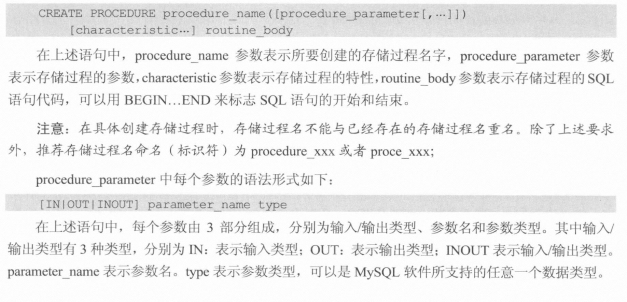 CREATE PROCEDURE procedure_name([procedure_parameter[,…]])
[characteristic…] routine_body
在上述语句中，procedure_name 参数表示所要创建的存储过程名字，procedure_parameter 参数
表示存储过程的参数，characteristic 参数表示存储过程的特性，routine_body 参数表示存储过程的 SQL
语句代码，可以用 BEGIN…END 来标志 SQL 语句的开始和结束。
注意：在具体创建存储过程时，存储过程名不能与已经存在的存储过程名重名。除了上述要求
外，推荐存储过程名命名（标识符）为 procedure_xxx 或者 proce_xxx；
procedure_parameter 中每个参数的语法形式如下：
[IN|OUT|INOUT] parameter_name type
在上述语句中，每个参数由 3 部分组成，分别为输入/输出类型、参数名和参数类型。其中输入/
输出类型有 3 种类型，分别为 IN：表示输入类型；OUT：表示输出类型；INOUT 表示输入/输出类型。
parameter_name 表示参数名。type 表示参数类型，可以是 MySQL 软件所支持的任意一个数据类型。